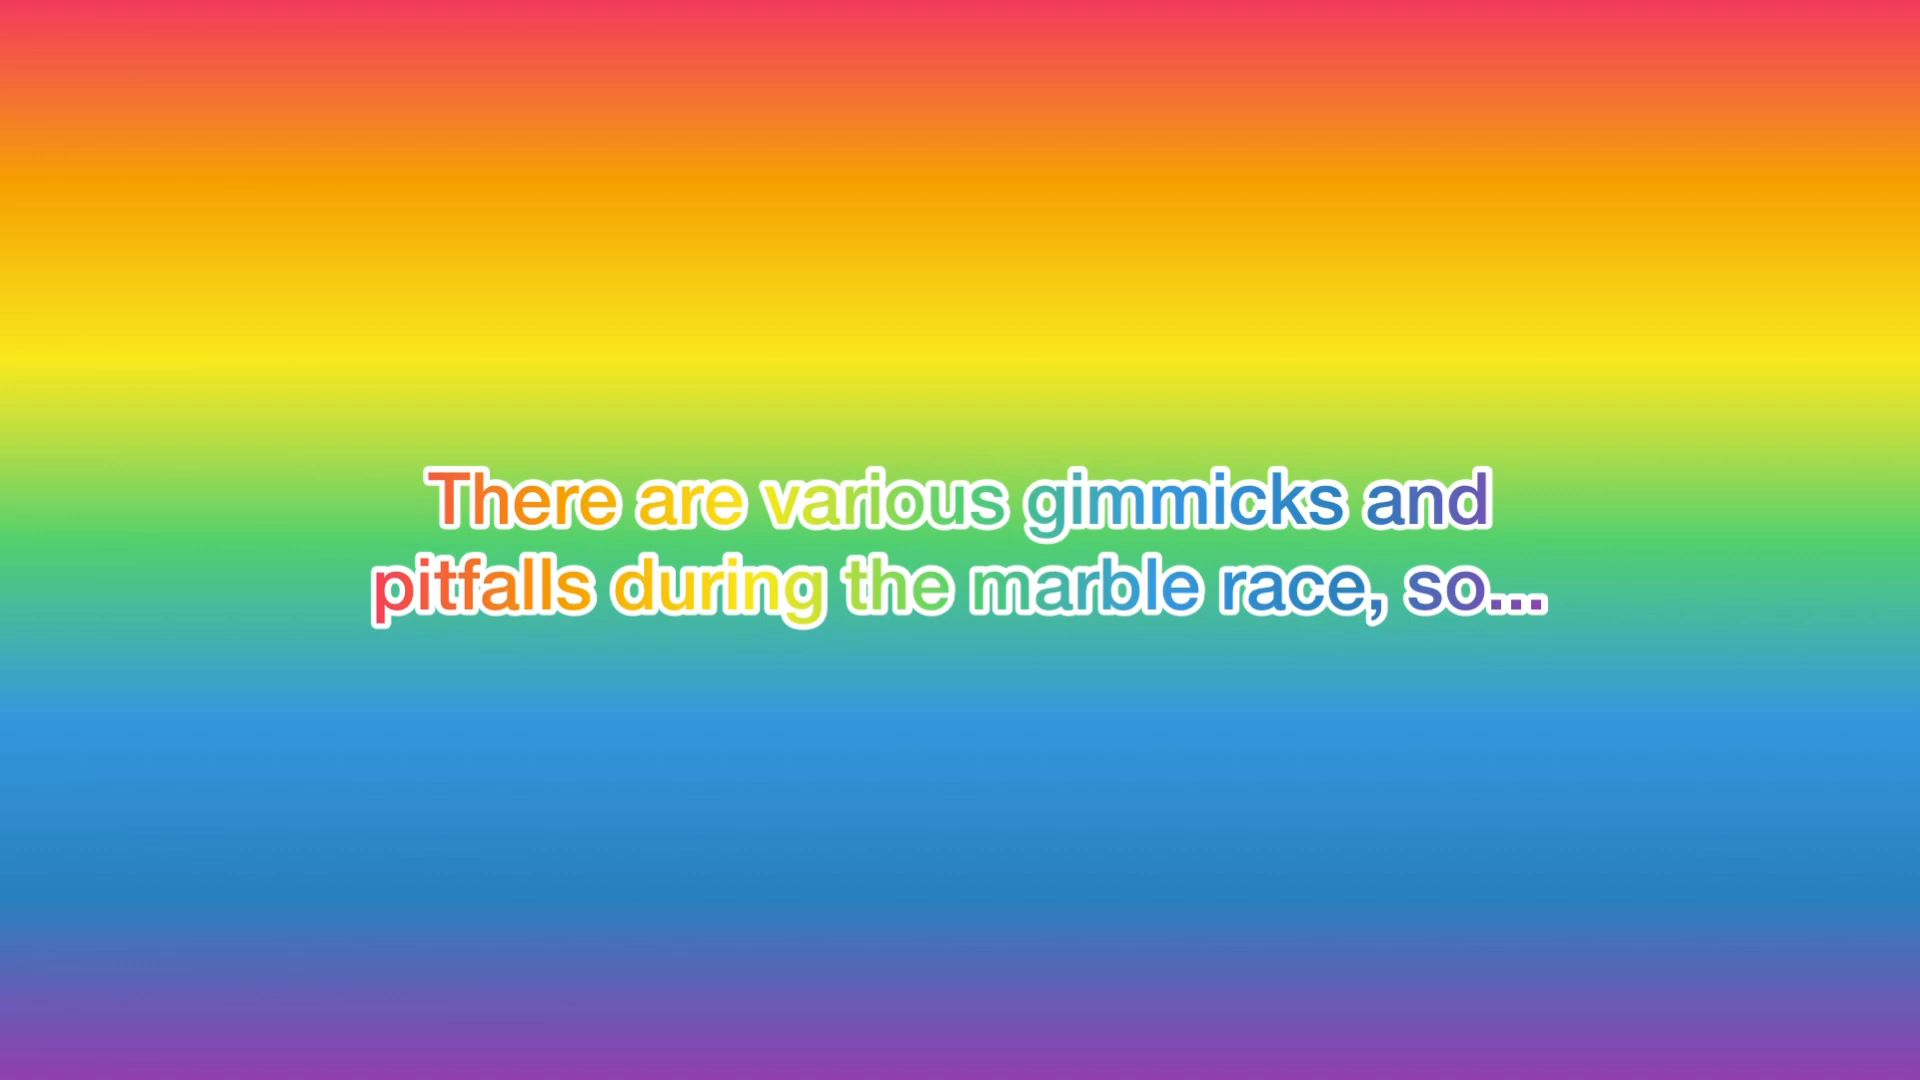 There are various gimmicks and
pitfalls during the marble race, so...